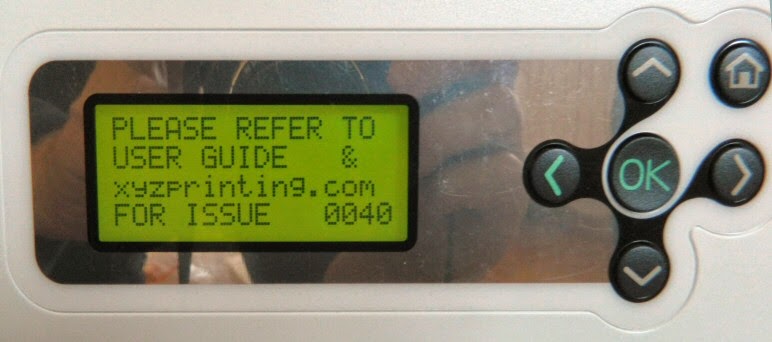 PLEASE REFER TO
USER GUIDE &
xyzprinting.com
FOR ISSUE 0040
OK